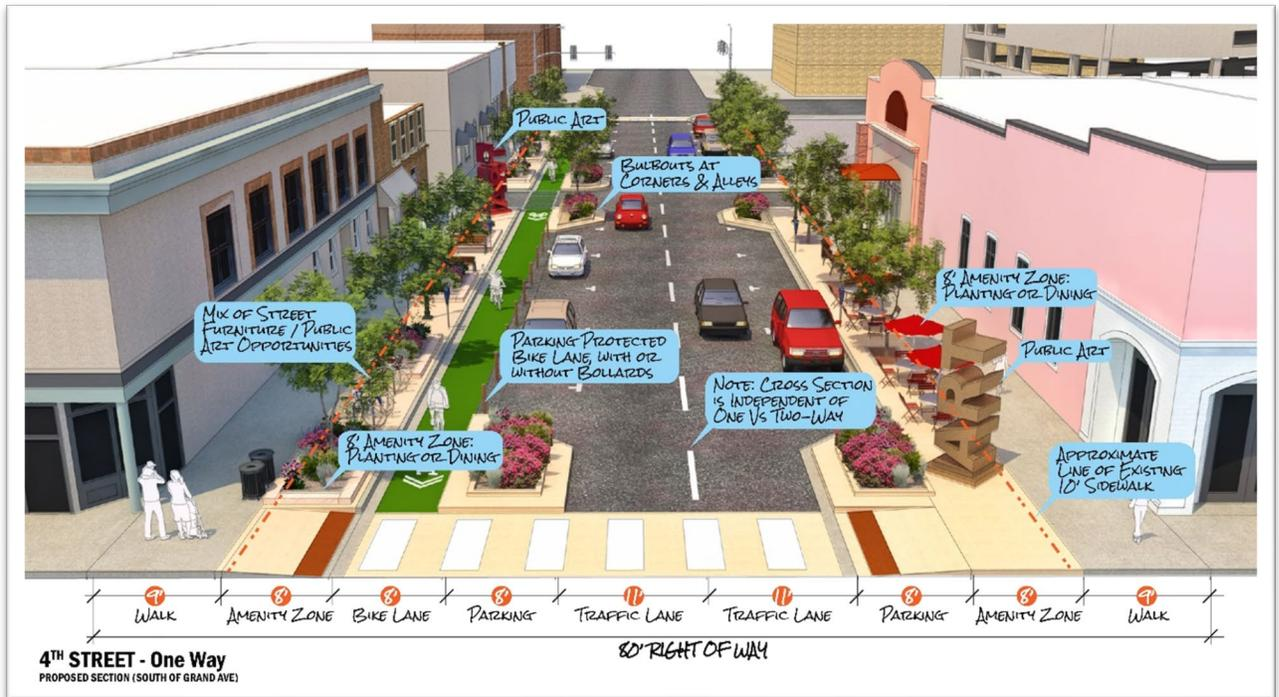 Public Art
Bulbouts at
Corners & Alleys
8' Amenity Zone:
Planting or Dining
Mix of Street
Furniture / Public
Art Opportunities
Parking Protected
Bike Lane, with or
without Bollards
Public Art
Note: Cross Section
is Independent of
One Vs Two-Way
8' Amenity Zone:
Planting or Dining
Approximate
Line of Existing
10' Sidewalk
ART
9' 8' 8' 8' 11' 11' 8' 8' 9'
Walk Amenity Zone Bike Lane Parking Traffic Lane Traffic Lane Parking Amenity Zone Walk
80' Right of Way
4TH STREET - One Way
PROPOSED SECTION (SOUTH OF GRAND AVE)